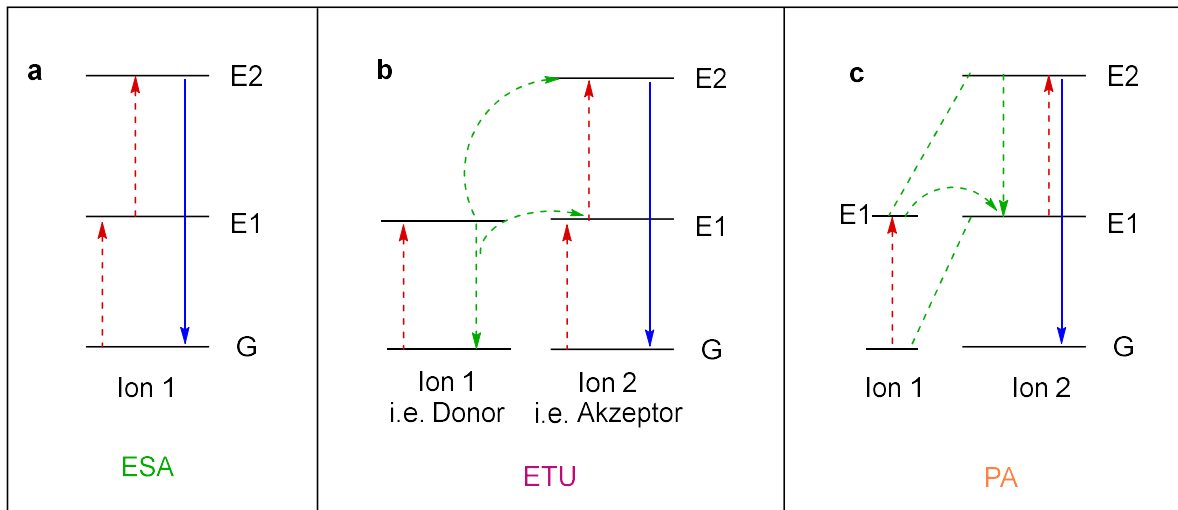 a
E2
E1
G
Ion 1
ESA
b
E2
E1
G
Ion 1
i.e. Donor
Ion 2
i.e. Akzeptor
ETU
c
E2
E1
E1
G
Ion 1
Ion 2
PA